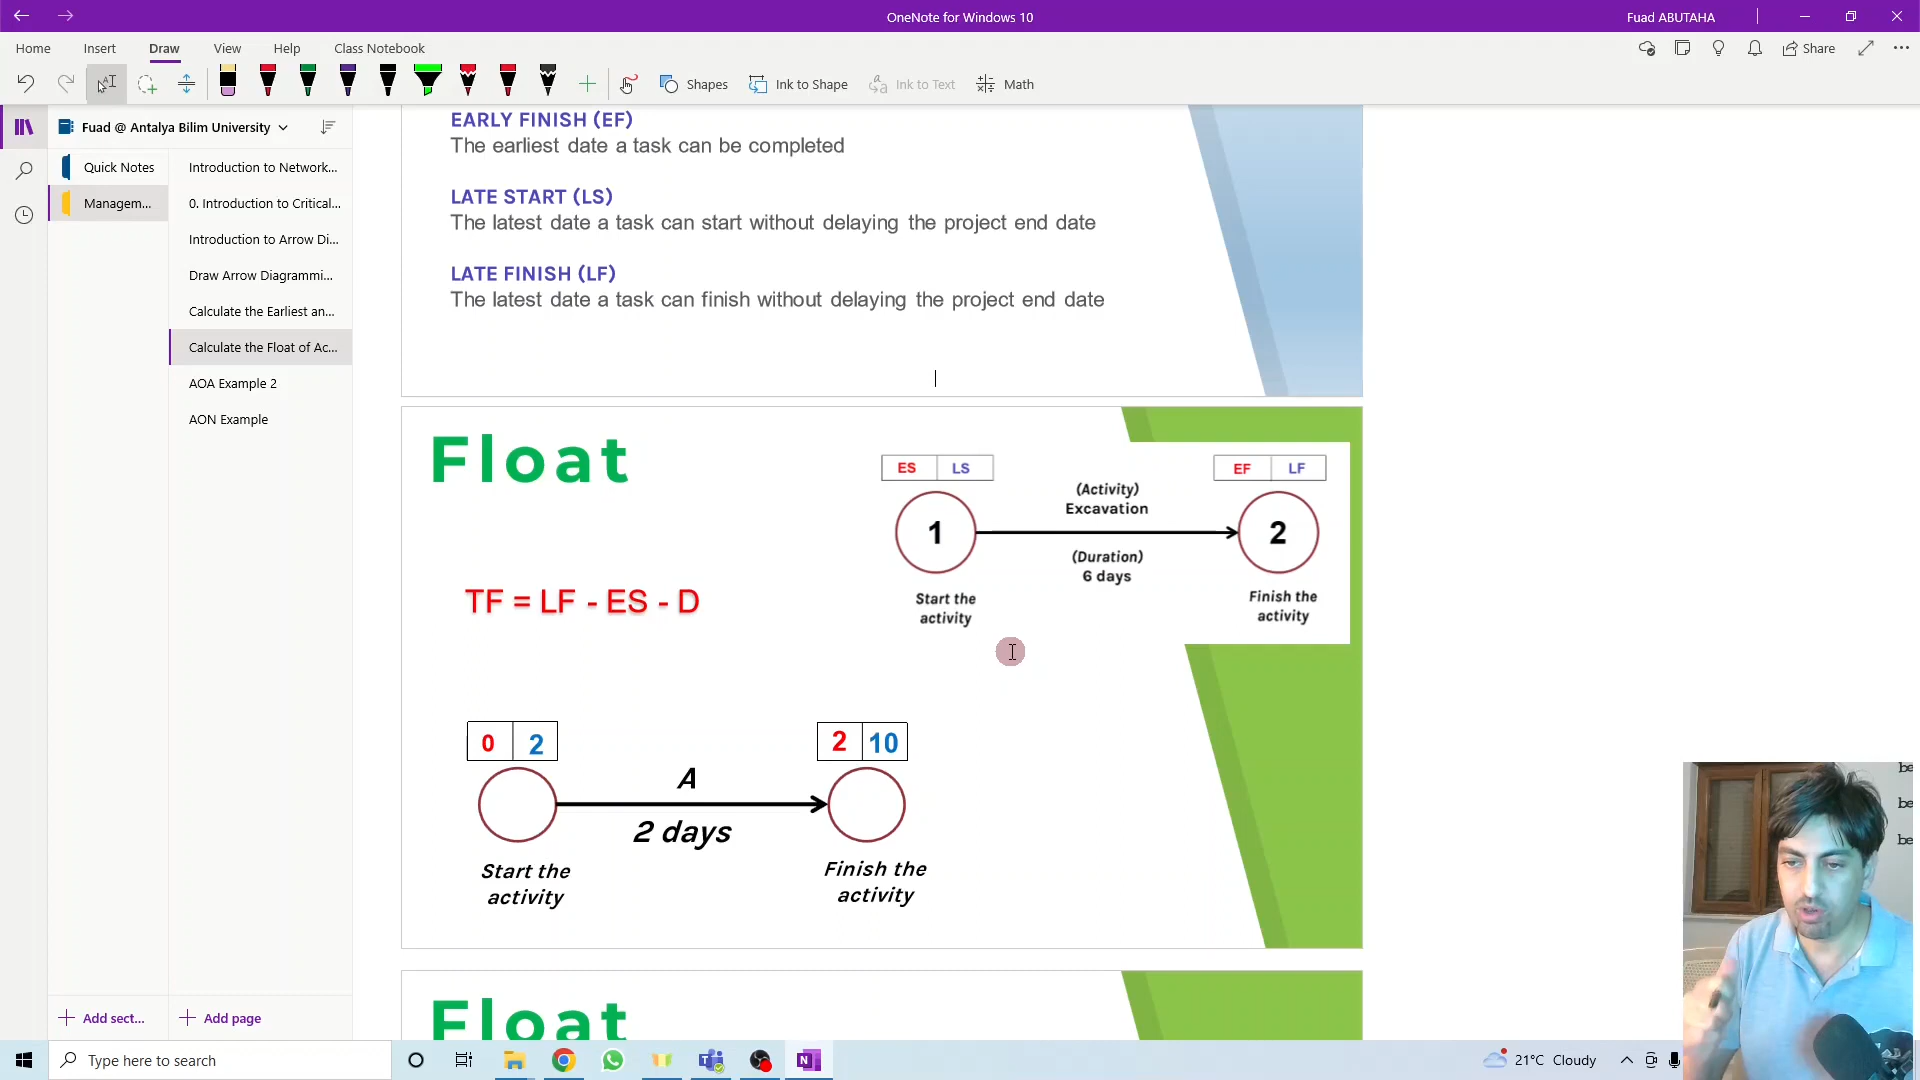 OneNote for Windows 10
Fuad ABUTAHA
Home
Insert
Draw
View
Help
Class Notebook
Share
Shapes
Ink to Shape
Ink to Text
Math
Fuad @ Antalya Bilim University
Quick Notes
Managem...
Introduction to Network...
0. Introduction to Critical...
Introduction to Arrow Di...
Draw Arrow Diagrammi...
Calculate the Earliest an...
Calculate the Float of Ac...
AOA Example 2
AON Example
Add sect...
Add page
EARLY FINISH (EF)
The earliest date a task can be completed
LATE START (LS)
The latest date a task can start without delaying the project end date
LATE FINISH (LF)
The latest date a task can finish without delaying the project end date
Float
ES LS
EF LF
(Activity)
Excavation
1
2
(Duration)
6 days
Start the
activity
Finish the
activity
TF = LF - ES - D
0 2
2 10
A
2 days
Start the
activity
Finish the
activity
Float
be
be
be
Type here to search
21°C Cloudy